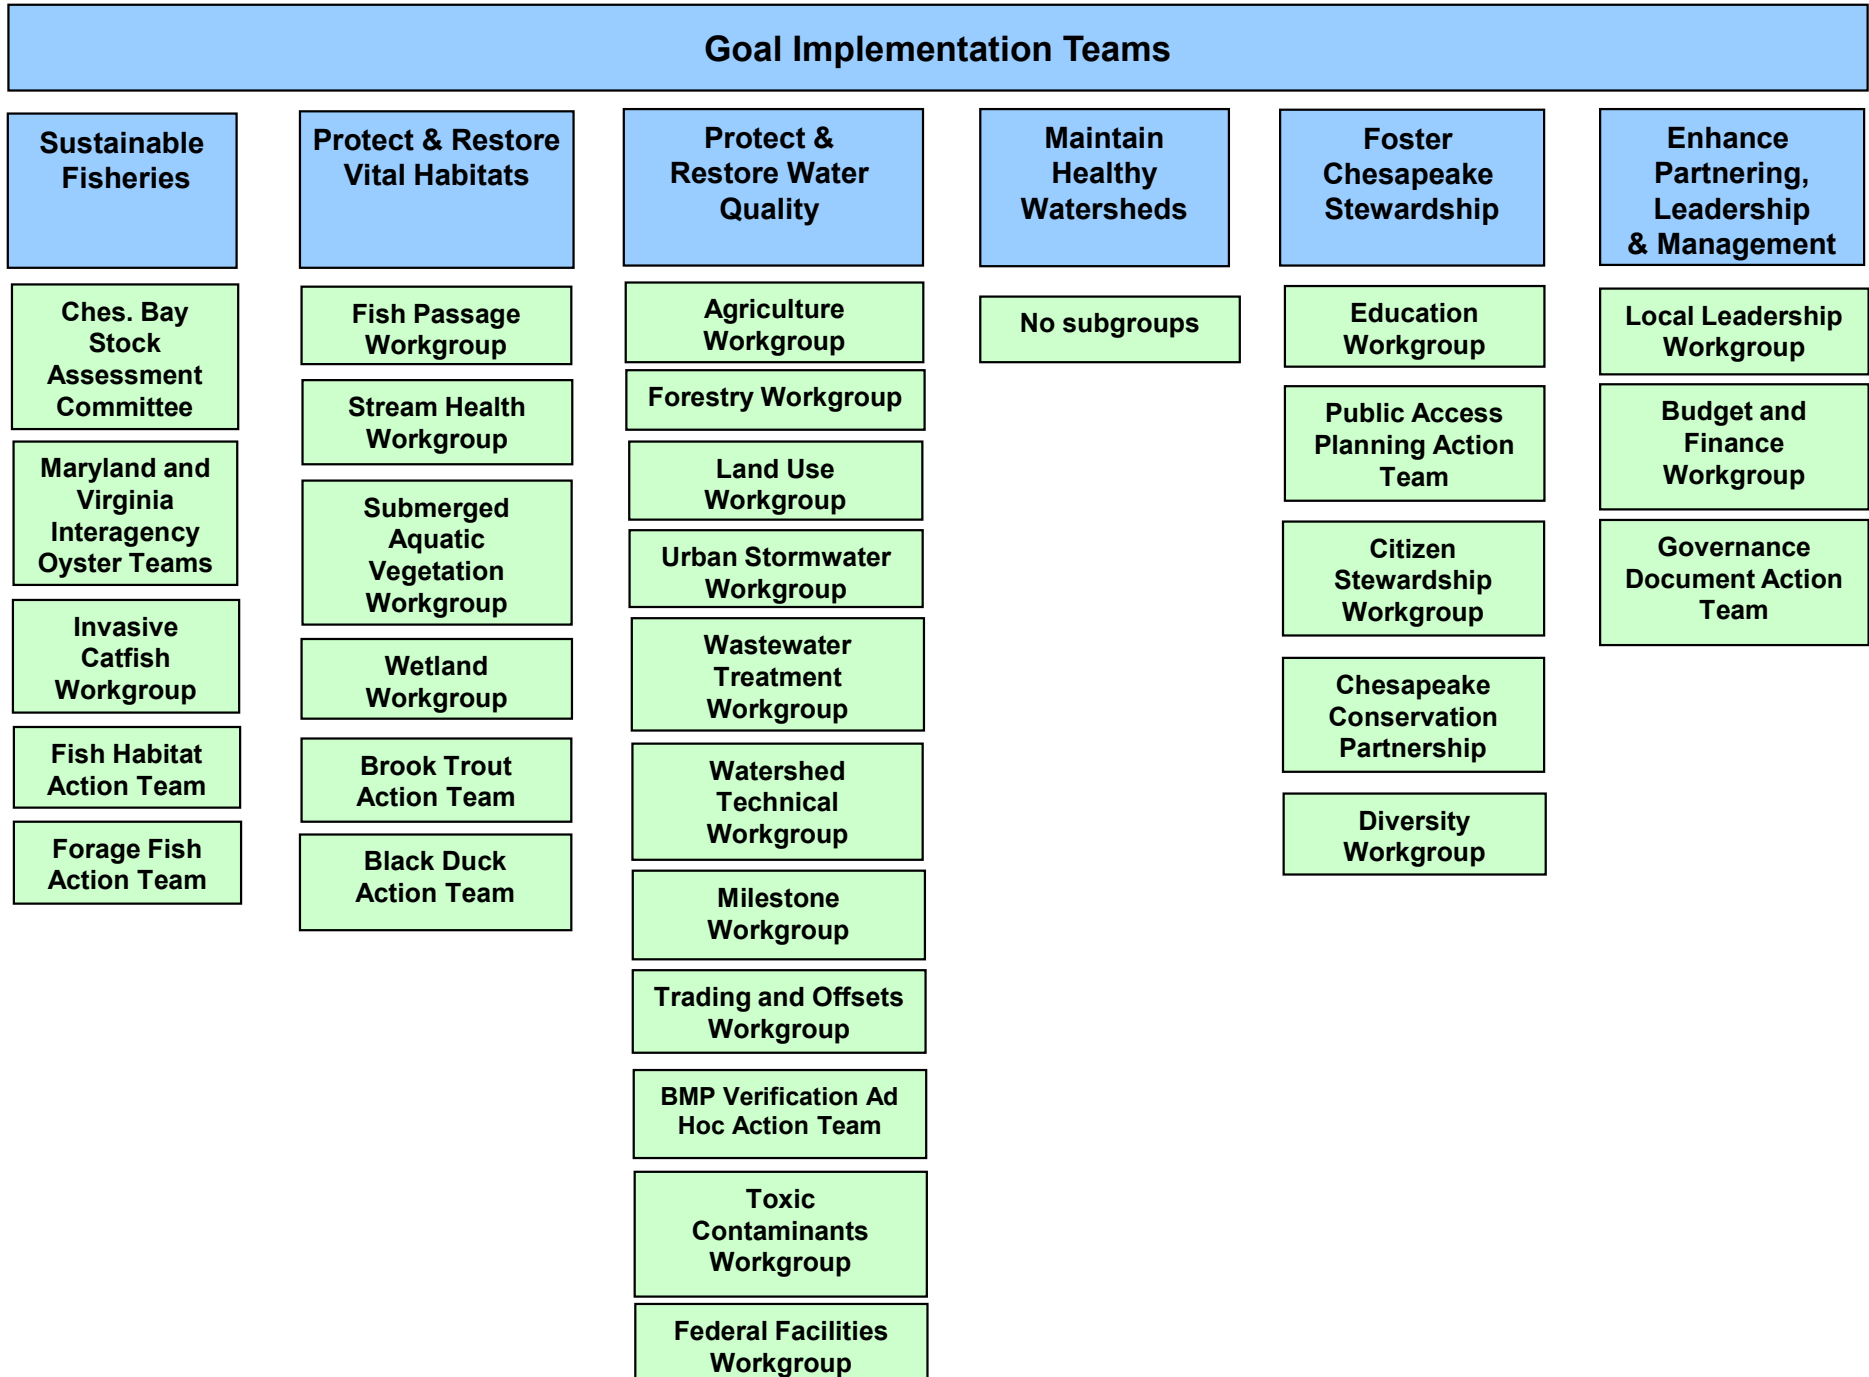 Goal Implementation Teams
Sustainable
Fisheries
Ches. Bay
Stock
Assessment
Committee
Maryland and
Virginia
Interagency
Oyster Teams
Invasive
Catfish
Workgroup
Fish Habitat
Action Team
Forage Fish
Action Team
Protect & Restore
Vital Habitats
Fish Passage
Workgroup
Stream Health
Workgroup
Submerged
Aquatic
Vegetation
Workgroup
Wetland
Workgroup
Brook Trout
Action Team
Black Duck
Action Team
Protect &
Restore Water
Quality
Agriculture
Workgroup
Forestry Workgroup
Land Use
Workgroup
Urban Stormwater
Workgroup
Wastewater
Treatment
Workgroup
Watershed
Technical
Workgroup
Milestone
Workgroup
Trading and Offsets
Workgroup
BMP Verification Ad
Hoc Action Team
Toxic
Contaminants
Workgroup
Federal Facilities
Workgroup
Maintain
Healthy
Watersheds
No subgroups
Foster
Chesapeake
Stewardship
Education
Workgroup
Public Access
Planning Action
Team
Citizen
Stewardship
Workgroup
Chesapeake
Conservation
Partnership
Diversity
Workgroup
Enhance
Partnering,
Leadership
& Management
Local Leadership
Workgroup
Budget and
Finance
Workgroup
Governance
Document Action
Team